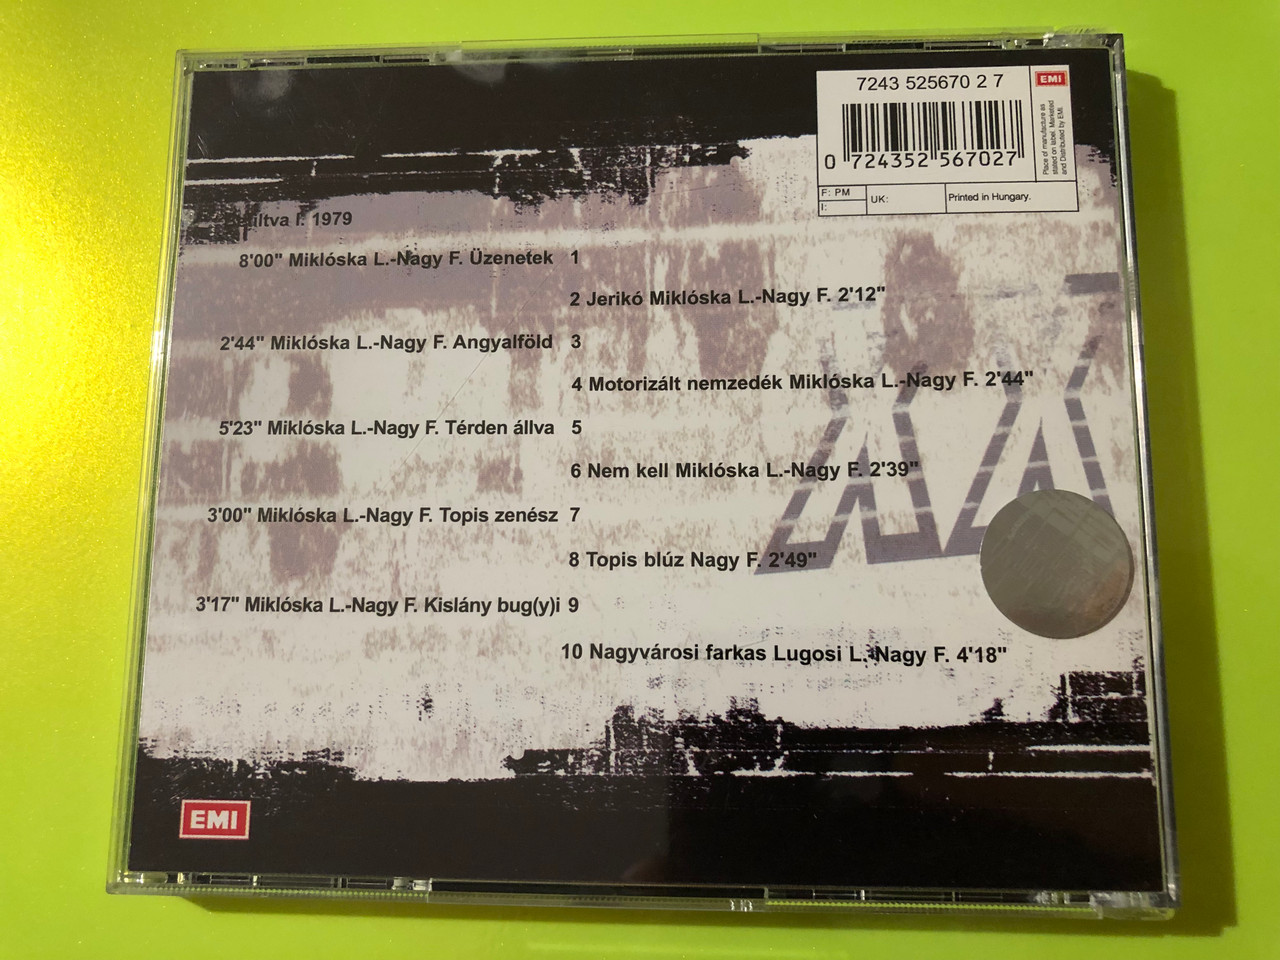 7243 525670 2 7
EMI
0 724352 567027
Place of manufacture as
stated on label. Marketed
and Distributed by EMI.
F: PM
I:
UK:
Printed in Hungary.
I. 1979
8'00" Miklóska L.-Nagy F. Üzenetek 1
2 Jerikó Miklóska L.-Nagy F. 2'12"
2'44" Miklóska L.-Nagy F. Angyalföld 3
4 Motorizált nemzedék Miklóska L.-Nagy F. 2'44"
5'23" Miklóska L.-Nagy F. Térden állva 5
6 Nem kell Miklóska L.-Nagy F. 2'39"
3'00" Miklóska L.-Nagy F. Topis zenész 7
8 Topis blúz Nagy F. 2'49"
3'17" Miklóska L.-Nagy F. Kislány bug(y)i 9
10 Nagyvárosi farkas Lugosi L.-Nagy F. 4'18"
EMI